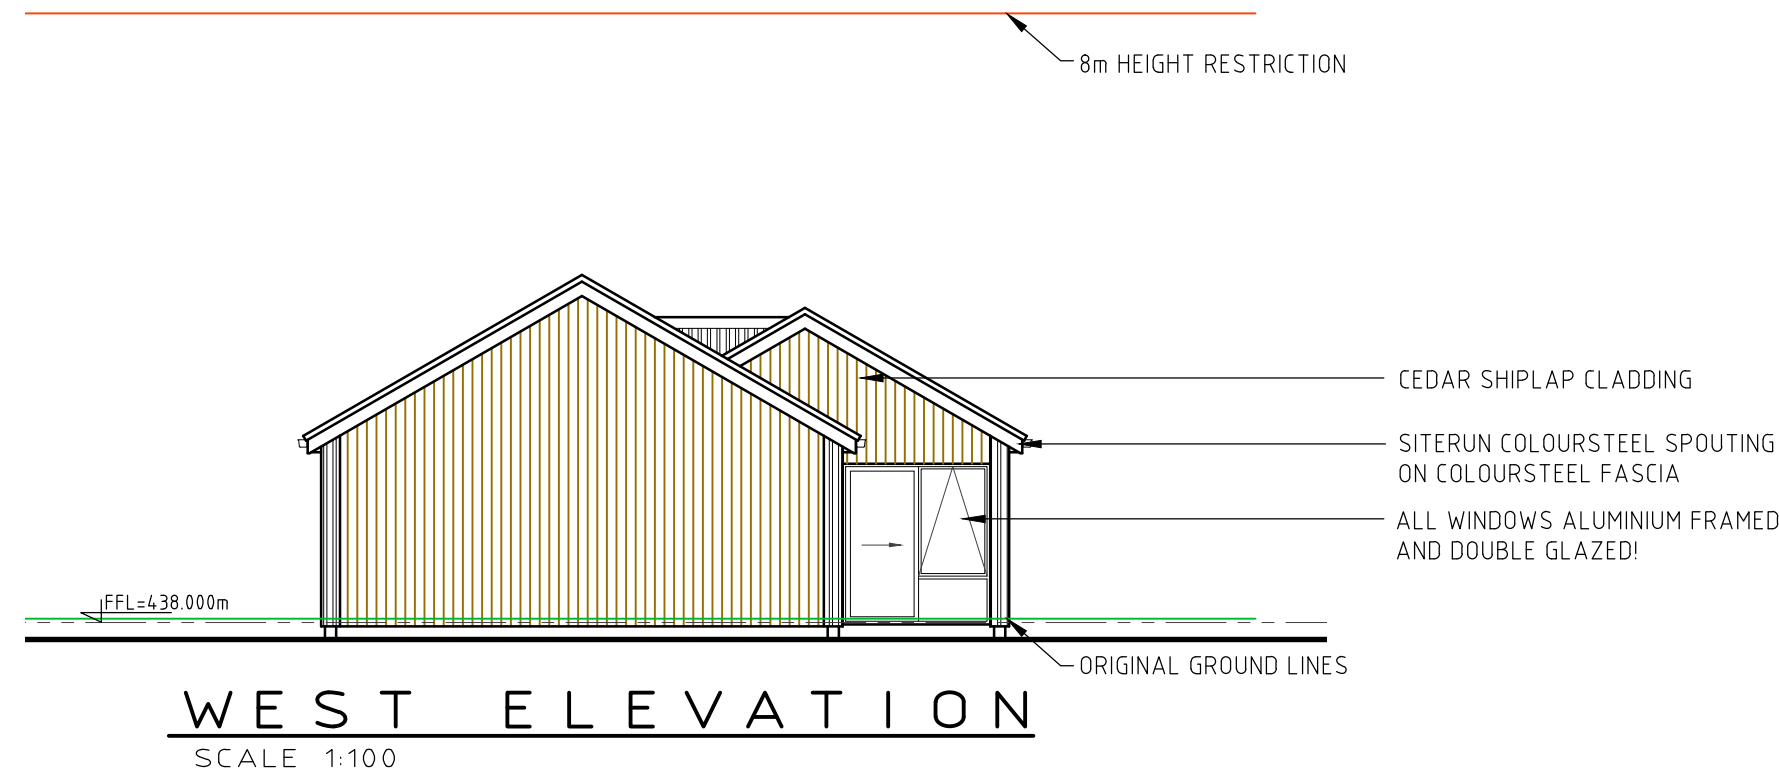 8m HEIGHT RESTRICTION
CEDAR SHIPLAP CLADDING
SITERUN COLOURSTEEL SPOUTING
ON COLOURSTEEL FASCIA
ALL WINDOWS ALUMINIUM FRAMED
AND DOUBLE GLAZED!
FFL=438.000m
ORIGINAL GROUND LINES
WEST ELEVATION
SCALE 1:100